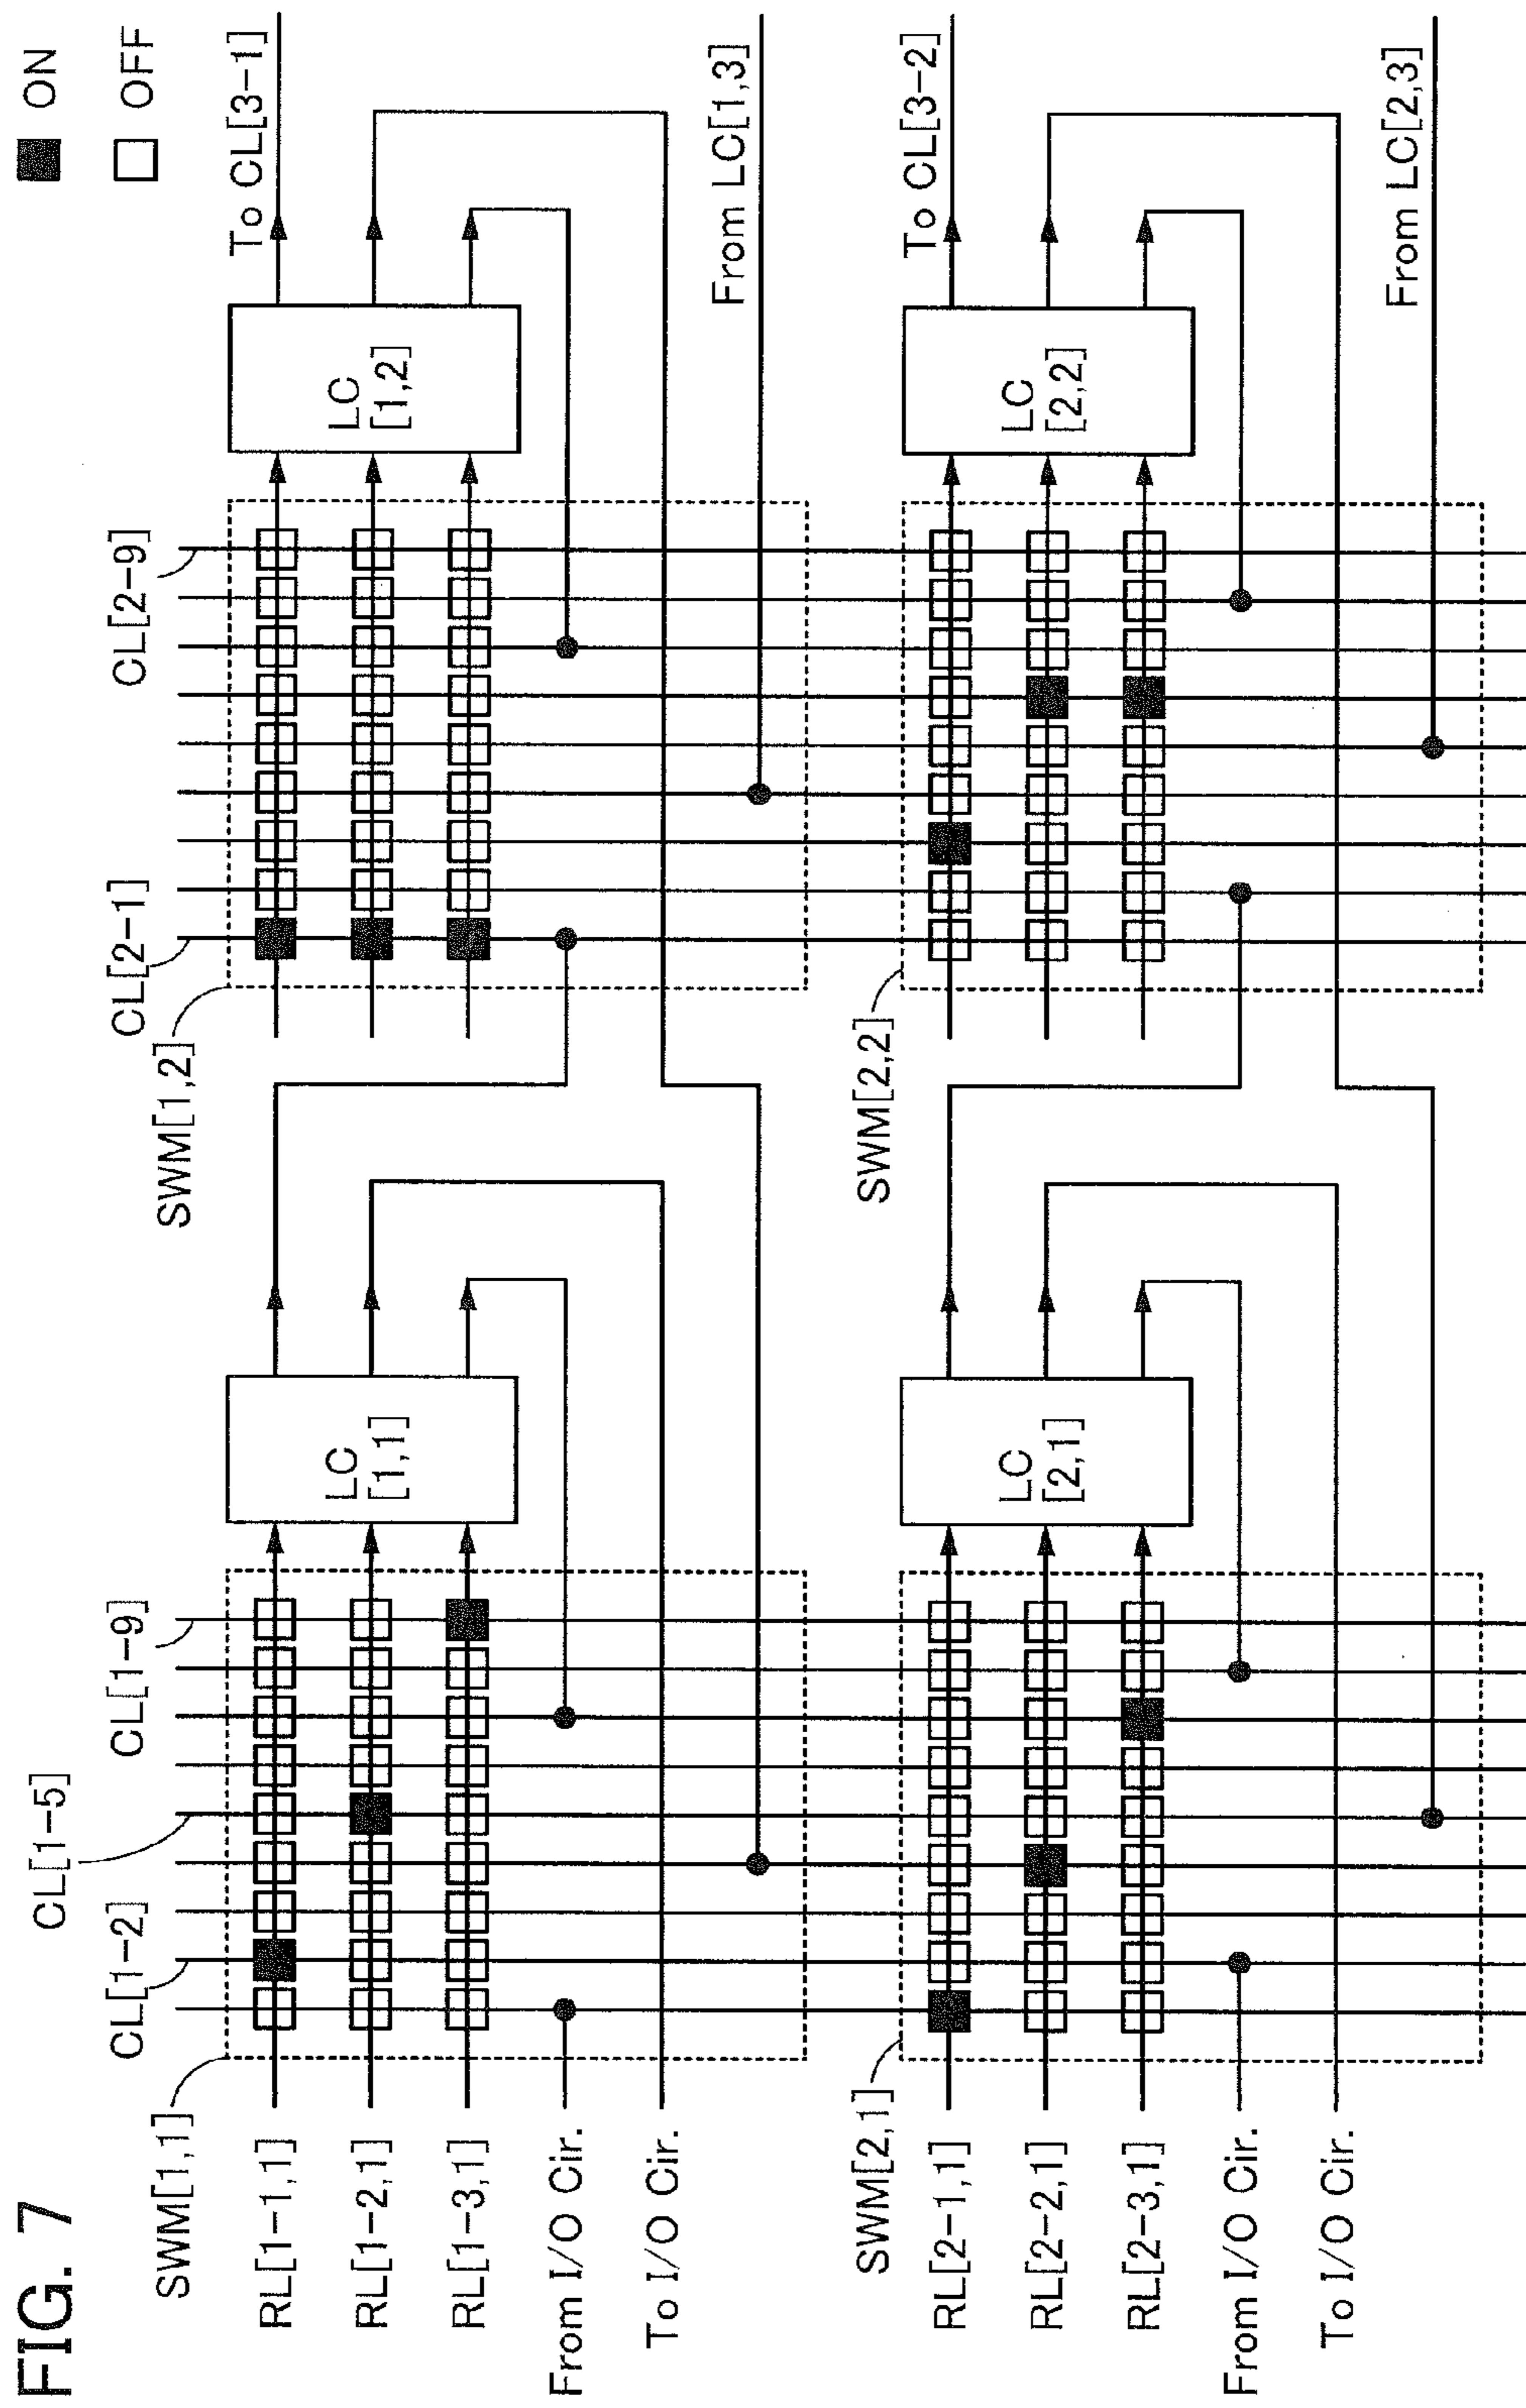 FIG. 7
ON
OFF
CL[1-2]
CL[1-5]
CL[1-9]
CL[2-1]
CL[2-9]
SWM[1,1]
SWM[1,2]
RL[1-1,1]
RL[1-2,1]
RL[1-3,1]
From I/O Cir.
To I/O Cir.
LC
[1,1]
LC
[1,2]
To CL[3-1]
From LC[1,3]
SWM[2,1]
SWM[2,2]
RL[2-1,1]
RL[2-2,1]
RL[2-3,1]
From I/O Cir.
To I/O Cir.
LC
[2,1]
LC
[2,2]
To CL[3-2]
From LC[2,3]